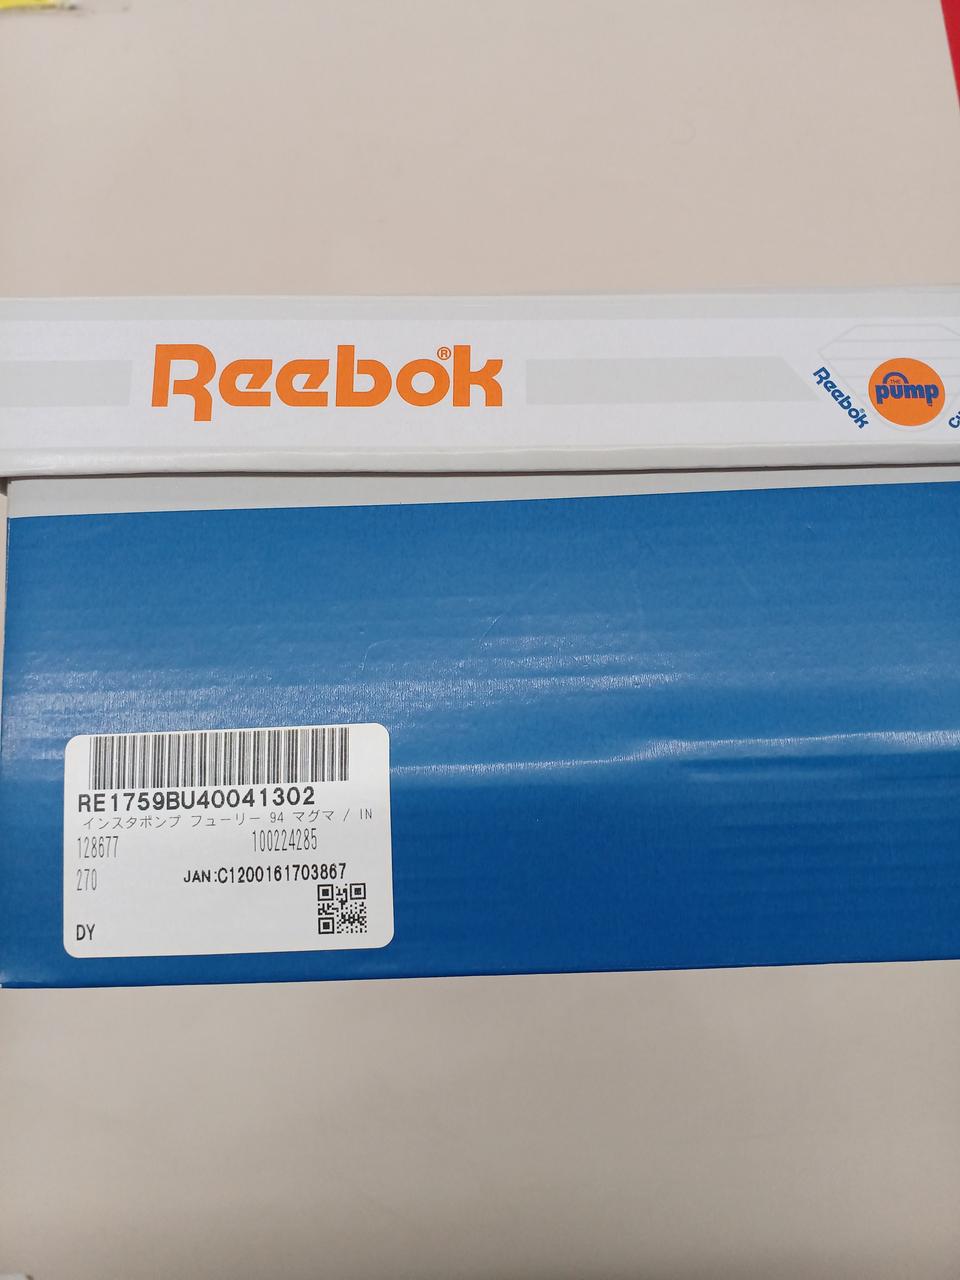 Reebok®
Reebok
THE
pump
RE1759BU40041302
インスタポンプ フューリー 94 マグマ / IN
128677
100224285
270
JAN:C1200161703867
DY